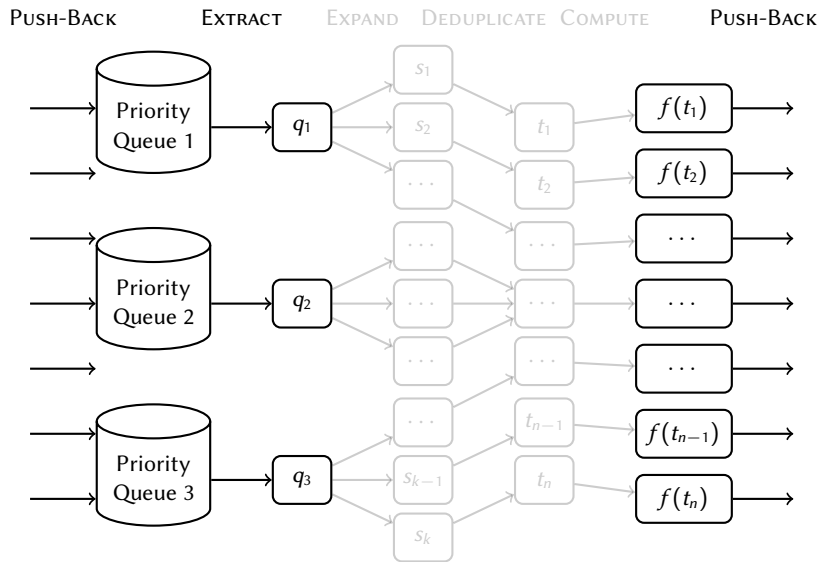 PUSH-BACK EXTRACT EXPAND DEDUPLICATE COMPUTE PUSH-BACK
s₁
Priority
Queue 1
q₁
s₂
t₁
f(t₁)
· · ·
t₂
f(t₂)
· · ·
· · ·
· · ·
Priority
Queue 2
q₂
· · ·
· · ·
· · ·
· · ·
· · ·
· · ·
· · ·
tₙ₋₁
f(tₙ₋₁)
Priority
Queue 3
q₃
sₖ₋₁
tₙ
f(tₙ)
sₖ